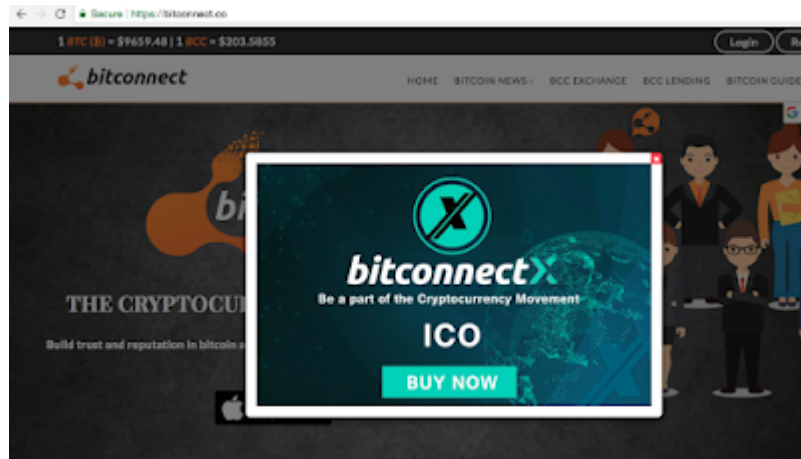 Secure | https://bitconnect.co
1 BTC (฿) = $9659.48 | 1 BCC = $203.5855
Login
bitconnect
HOME BITCOIN NEWS BCC EXCHANGE BCC LENDING BITCOIN GUIDE
G
bitconnectX
Be a part of the Cryptocurrency Movement
THE
ICO
Build trust and reputation in bitcoin
BUY NOW